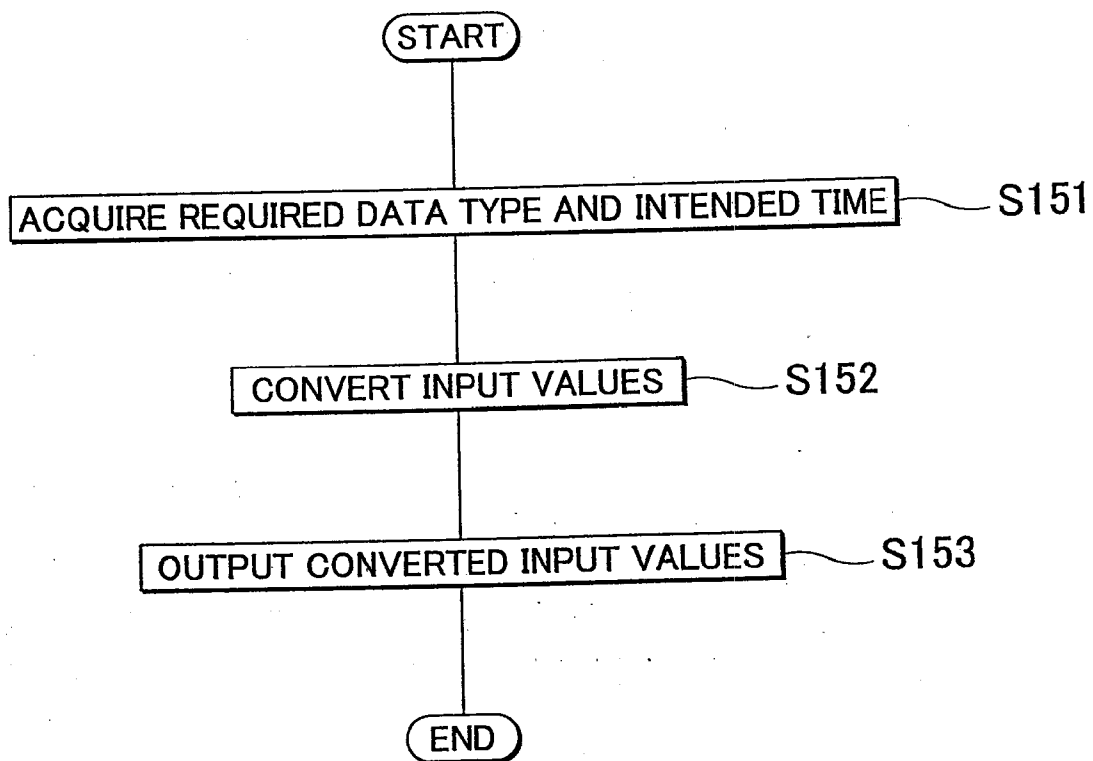 START
ACQUIRE REQUIRED DATA TYPE AND INTENDED TIME
S151
CONVERT INPUT VALUES
S152
OUTPUT CONVERTED INPUT VALUES
S153
END